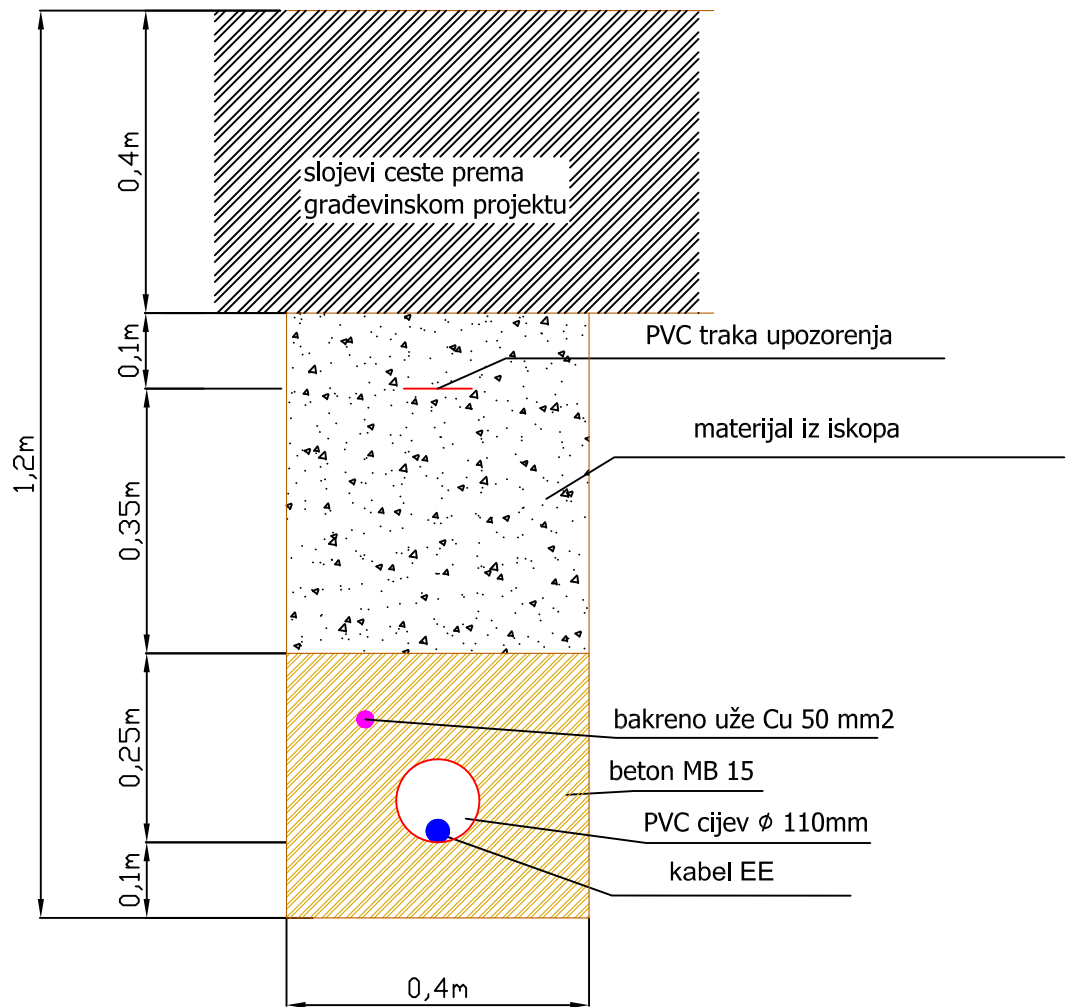 0,4m
slojevi ceste prema
građevinskom projektu
0,1m
PVC traka upozorenja
materijal iz iskopa
1,2m
0,35m
bakreno uže Cu 50 mm2
0,25m
beton MB 15
PVC cijev ϕ 110mm
kabel EE
0,1m
0,4m